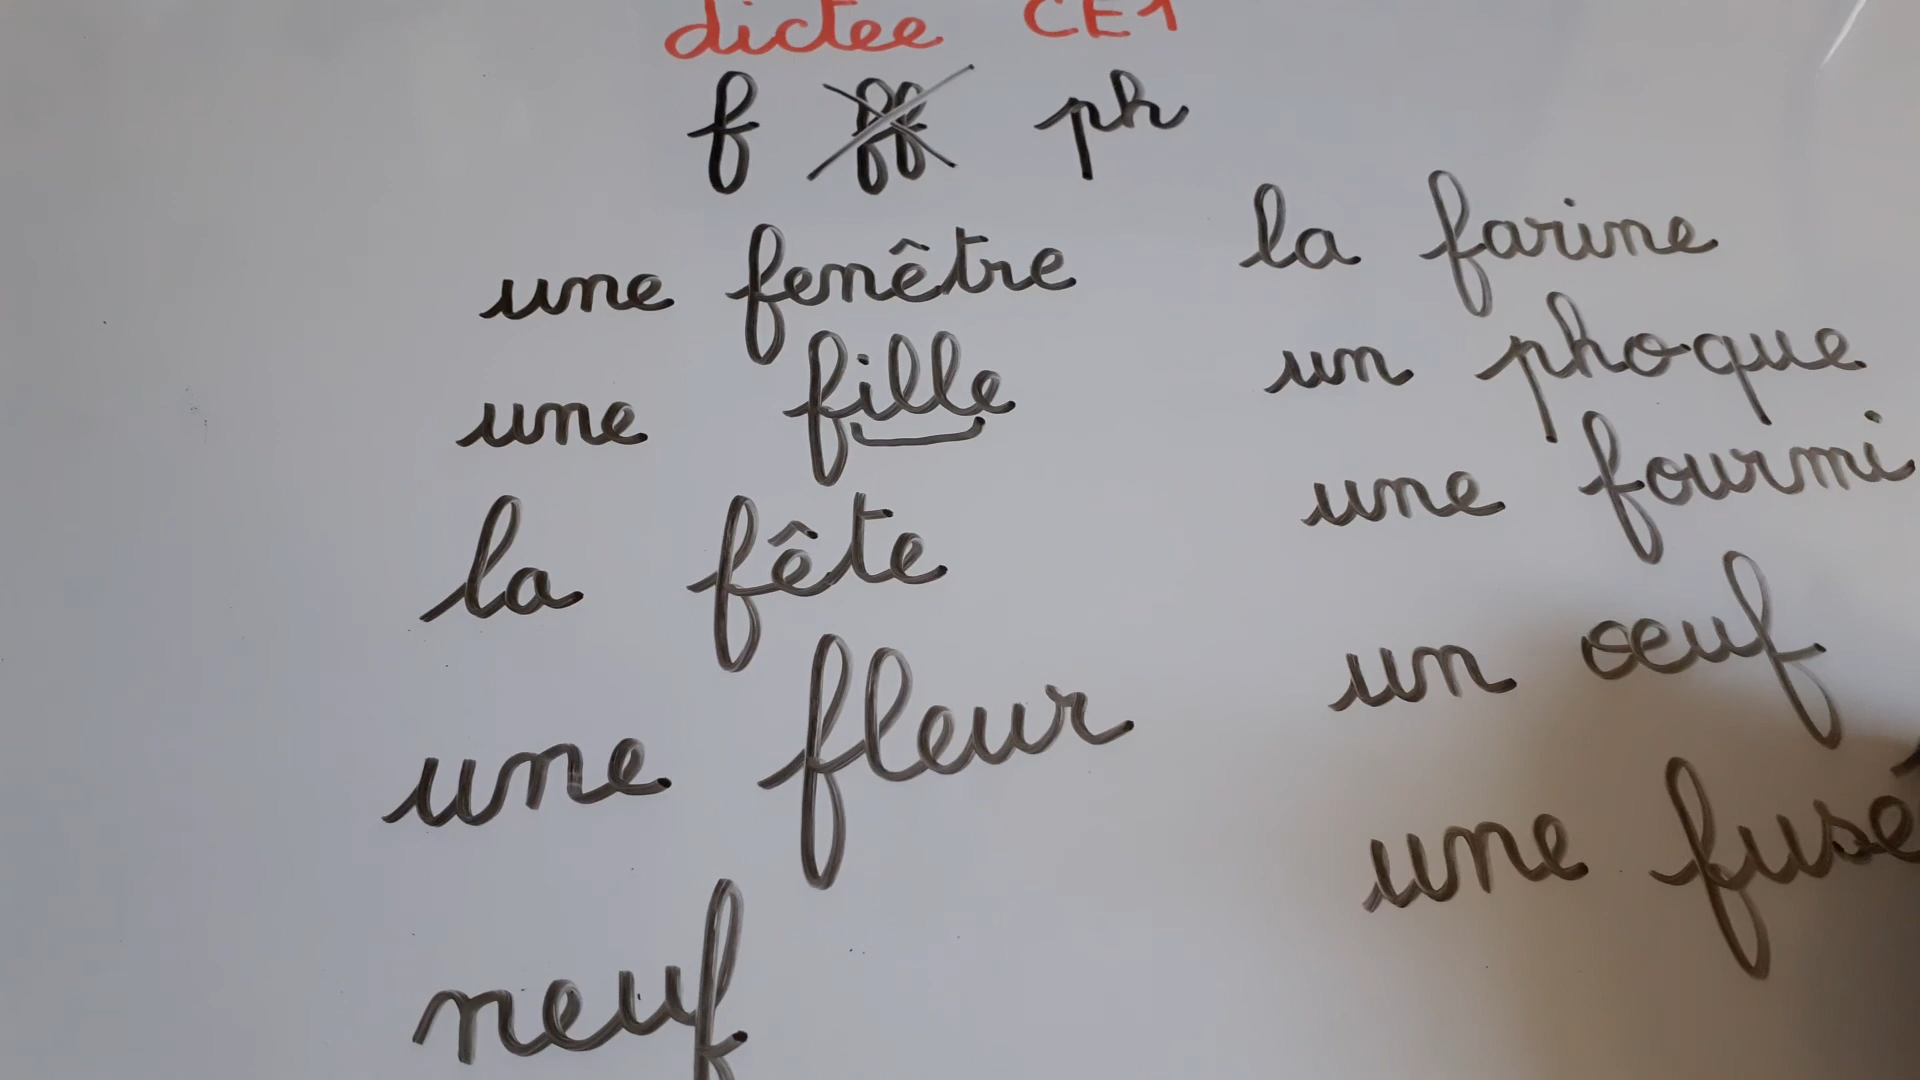 dictee CE1
f ff ph
une fenêtre
une fille
la fête
une fleur
neuf
la farine
un phoque
une fourmi
un oeuf
une fusé